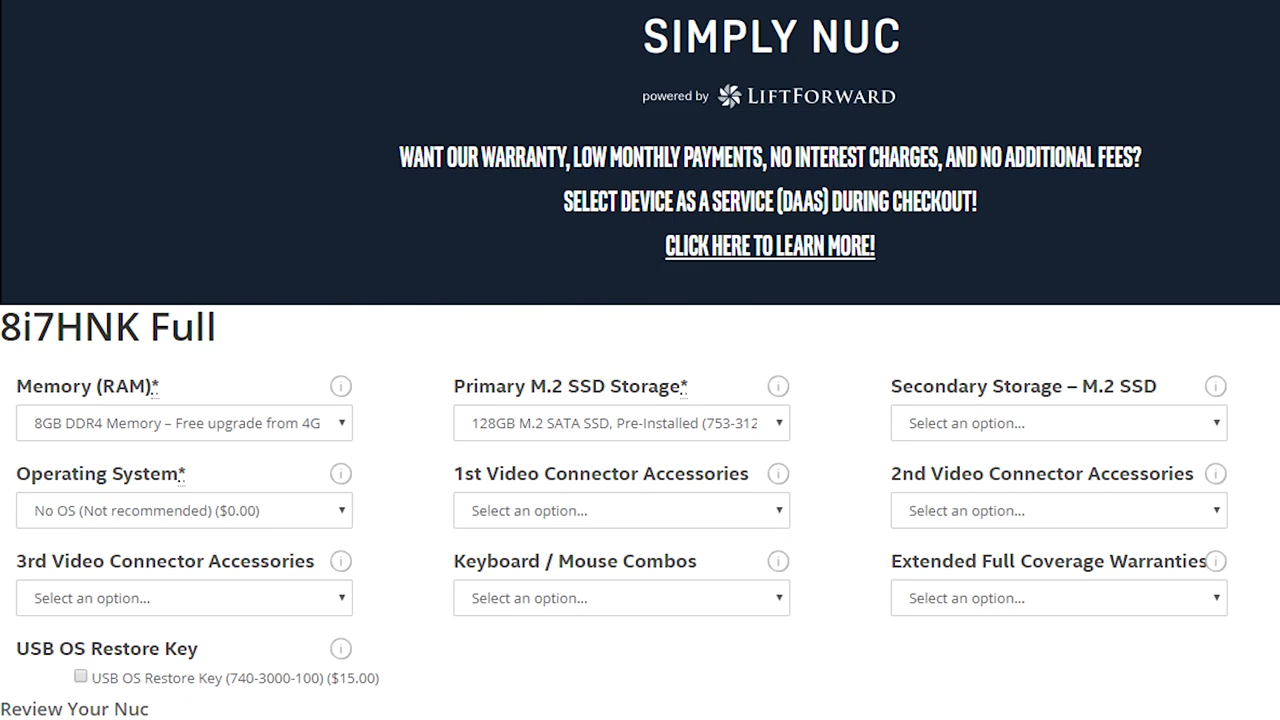 SIMPLY NUC
powered by LIFTFORWARD
WANT OUR WARRANTY, LOW MONTHLY PAYMENTS, NO INTEREST CHARGES, AND NO ADDITIONAL FEES?
SELECT DEVICE AS A SERVICE (DAAS) DURING CHECKOUT!
CLICK HERE TO LEARN MORE!
8i7HNK Full
Memory (RAM)*
Primary M.2 SSD Storage*
Secondary Storage – M.2 SSD
8GB DDR4 Memory – Free upgrade from 4G
128GB M.2 SATA SSD, Pre-Installed (753-312
Select an option...
Operating System*
1st Video Connector Accessories
2nd Video Connector Accessories
No OS (Not recommended) ($0.00)
Select an option...
Select an option...
3rd Video Connector Accessories
Keyboard / Mouse Combos
Extended Full Coverage Warranties
Select an option...
Select an option...
Select an option...
USB OS Restore Key
USB OS Restore Key (740-3000-100) ($15.00)
Review Your Nuc